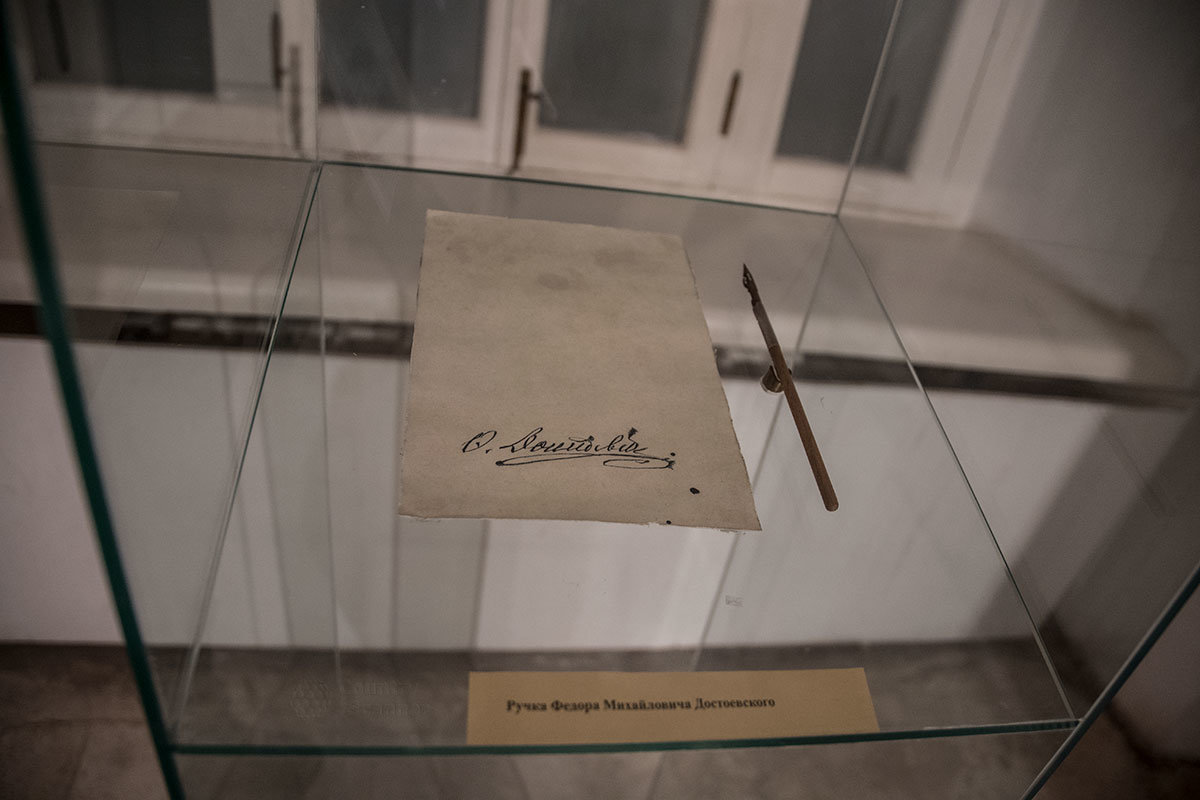 Ѳ. Достоевскій
Ручка Федора Михайловича Достоевского